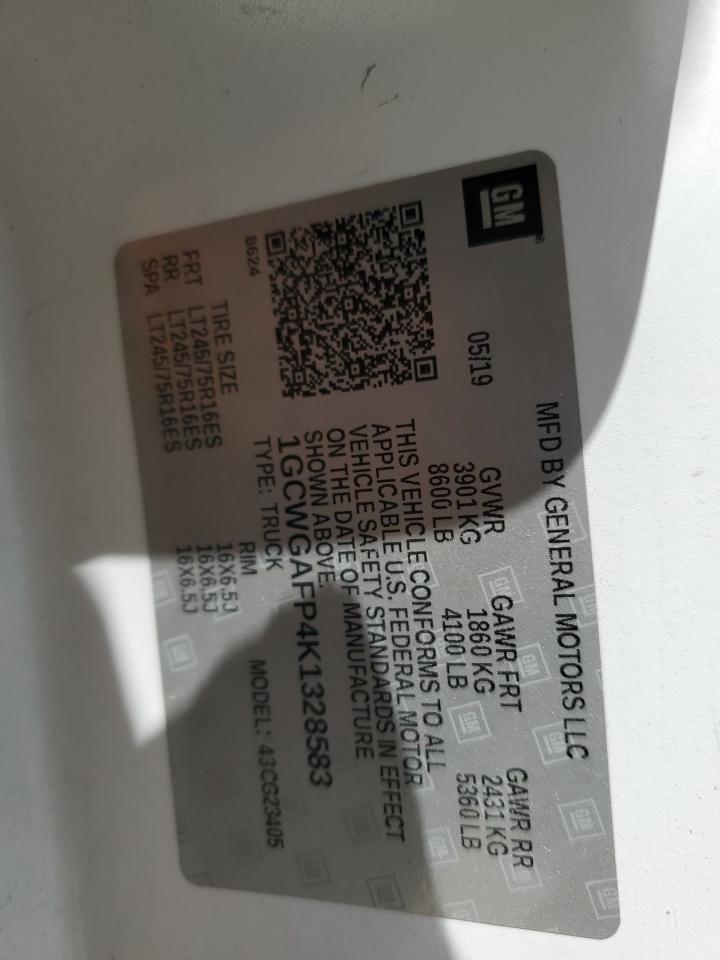 GM
MFD BY GENERAL MOTORS LLC
05/19
GVWR GAWR FRT GAWR RR
3901 KG 1860 KG 2431 KG
8600 LB 4100 LB 5360 LB
THIS VEHICLE CONFORMS TO ALL
APPLICABLE U.S. FEDERAL MOTOR
VEHICLE SAFETY STANDARDS IN EFFECT
ON THE DATE OF MANUFACTURE
SHOWN ABOVE.
1GCWGAFP4K1328583
TYPE: TRUCK MODEL: 43CG23405
8624
TIRE SIZE RIM
FRT LT245/75R16ES 16X6.5J
RR LT245/75R16ES 16X6.5J
SPA LT245/75R16ES 16X6.5J